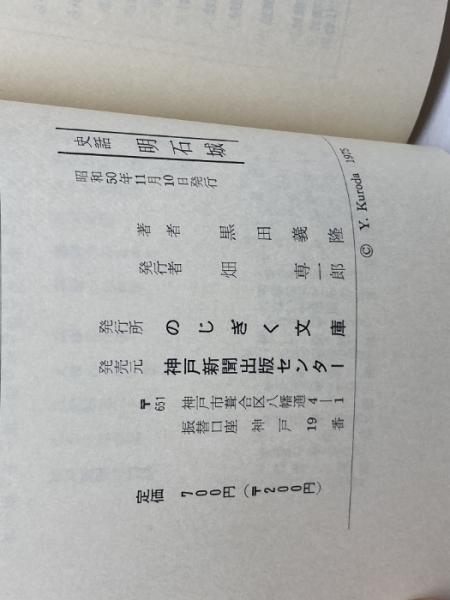 史話 明石城
昭和50年11月10日発行
著者 黒田義隆
発行者 畑専一郎
発行所 のじぎく文庫
発売元 神戸新聞出版センター
〒651 神戸市葺合区八幡通4―1
振替口座 神戸 19番
定価 700円(〒200円)
© Y. Kuroda 1975